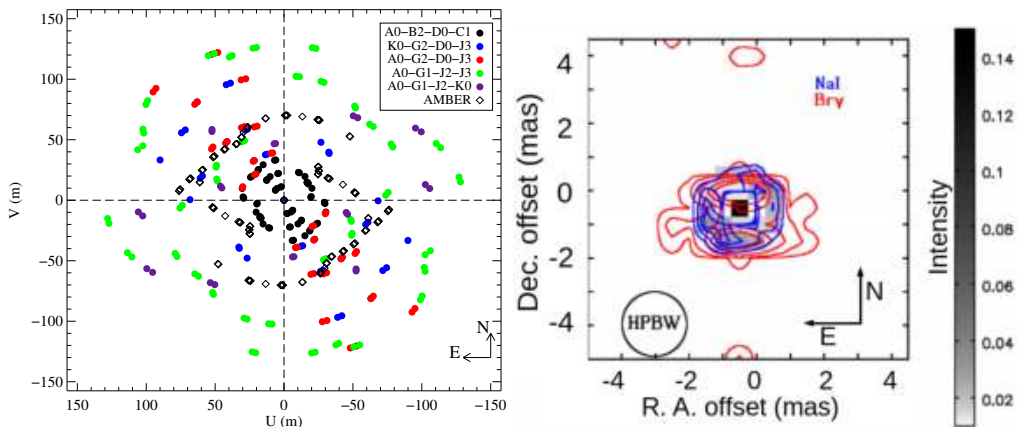 150
100
50
0
-50
-100
-150
V (m)
150
100
50
0
-50
-100
-150
U (m)
A0-B2-D0-C1
K0-G2-D0-J3
A0-G2-D0-J3
A0-G1-J2-J3
A0-G1-J2-K0
AMBER
N
E
4
2
0
-2
-4
Dec. offset (mas)
-4
-2
0
2
4
R. A. offset (mas)
NaI
Brγ
HPBW
N
E
Intensity
0.14
0.12
0.10
0.08
0.06
0.04
0.02